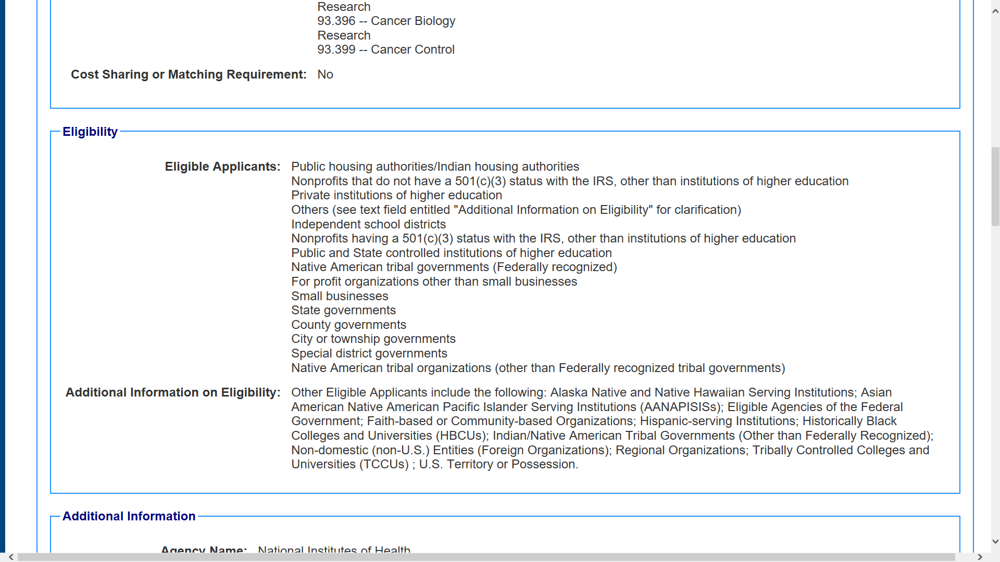 Research
93.396 -- Cancer Biology
Research
93.399 -- Cancer Control
Cost Sharing or Matching Requirement: No
Eligibility
Eligible Applicants: Public housing authorities/Indian housing authorities
Nonprofits that do not have a 501(c)(3) status with the IRS, other than institutions of higher education
Private institutions of higher education
Others (see text field entitled "Additional Information on Eligibility" for clarification)
Independent school districts
Nonprofits having a 501(c)(3) status with the IRS, other than institutions of higher education
Public and State controlled institutions of higher education
Native American tribal governments (Federally recognized)
For profit organizations other than small businesses
Small businesses
State governments
County governments
City or township governments
Special district governments
Native American tribal organizations (other than Federally recognized tribal governments)
Additional Information on Eligibility: Other Eligible Applicants include the following: Alaska Native and Native Hawaiian Serving Institutions; Asian
American Native American Pacific Islander Serving Institutions (AANAPISISs); Eligible Agencies of the Federal
Government; Faith-based or Community-based Organizations; Hispanic-serving Institutions; Historically Black
Colleges and Universities (HBCUs); Indian/Native American Tribal Governments (Other than Federally Recognized);
Non-domestic (non-U.S.) Entities (Foreign Organizations); Regional Organizations; Tribally Controlled Colleges and
Universities (TCCUs) ; U.S. Territory or Possession.
Additional Information
Agency Name: National Institutes of Health